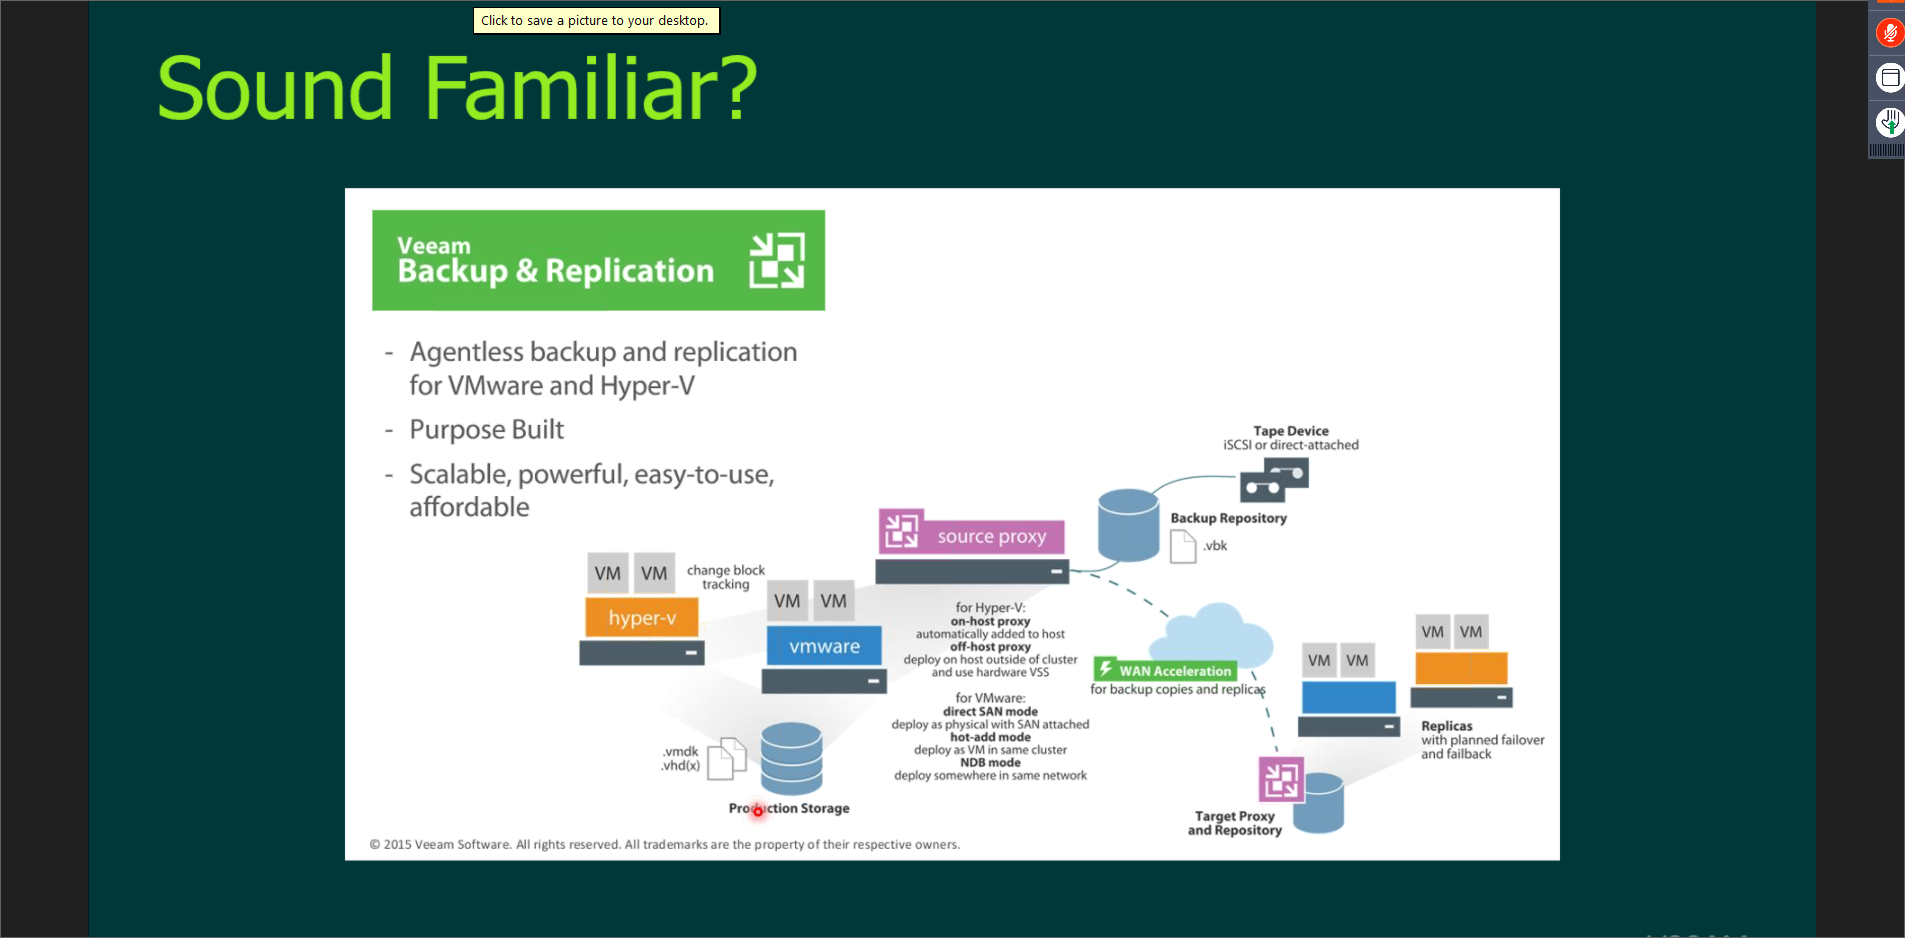 Click to save a picture to your desktop.
Sound Familiar?
Veeam
Backup & Replication
- Agentless backup and replication
for VMware and Hyper-V
- Purpose Built
- Scalable, powerful, easy-to-use,
affordable
VM VM
change block
tracking
hyper-v
VM VM
vmware
.vmdk
.vhd(x)
Production Storage
source proxy
for Hyper-V:
on-host proxy
automatically added to host
off-host proxy
deploy on host outside of cluster
and use hardware VSS
for VMware:
direct SAN mode
deploy as physical with SAN attached
hot-add mode
deploy as VM in same cluster
NDB mode
deploy somewhere in same network
Tape Device
iSCSI or direct-attached
Backup Repository
.vbk
WAN Acceleration
for backup copies and replicas
VM VM
VM VM
Replicas
with planned failover
and failback
Target Proxy
and Repository
© 2015 Veeam Software. All rights reserved. All trademarks are the property of their respective owners.